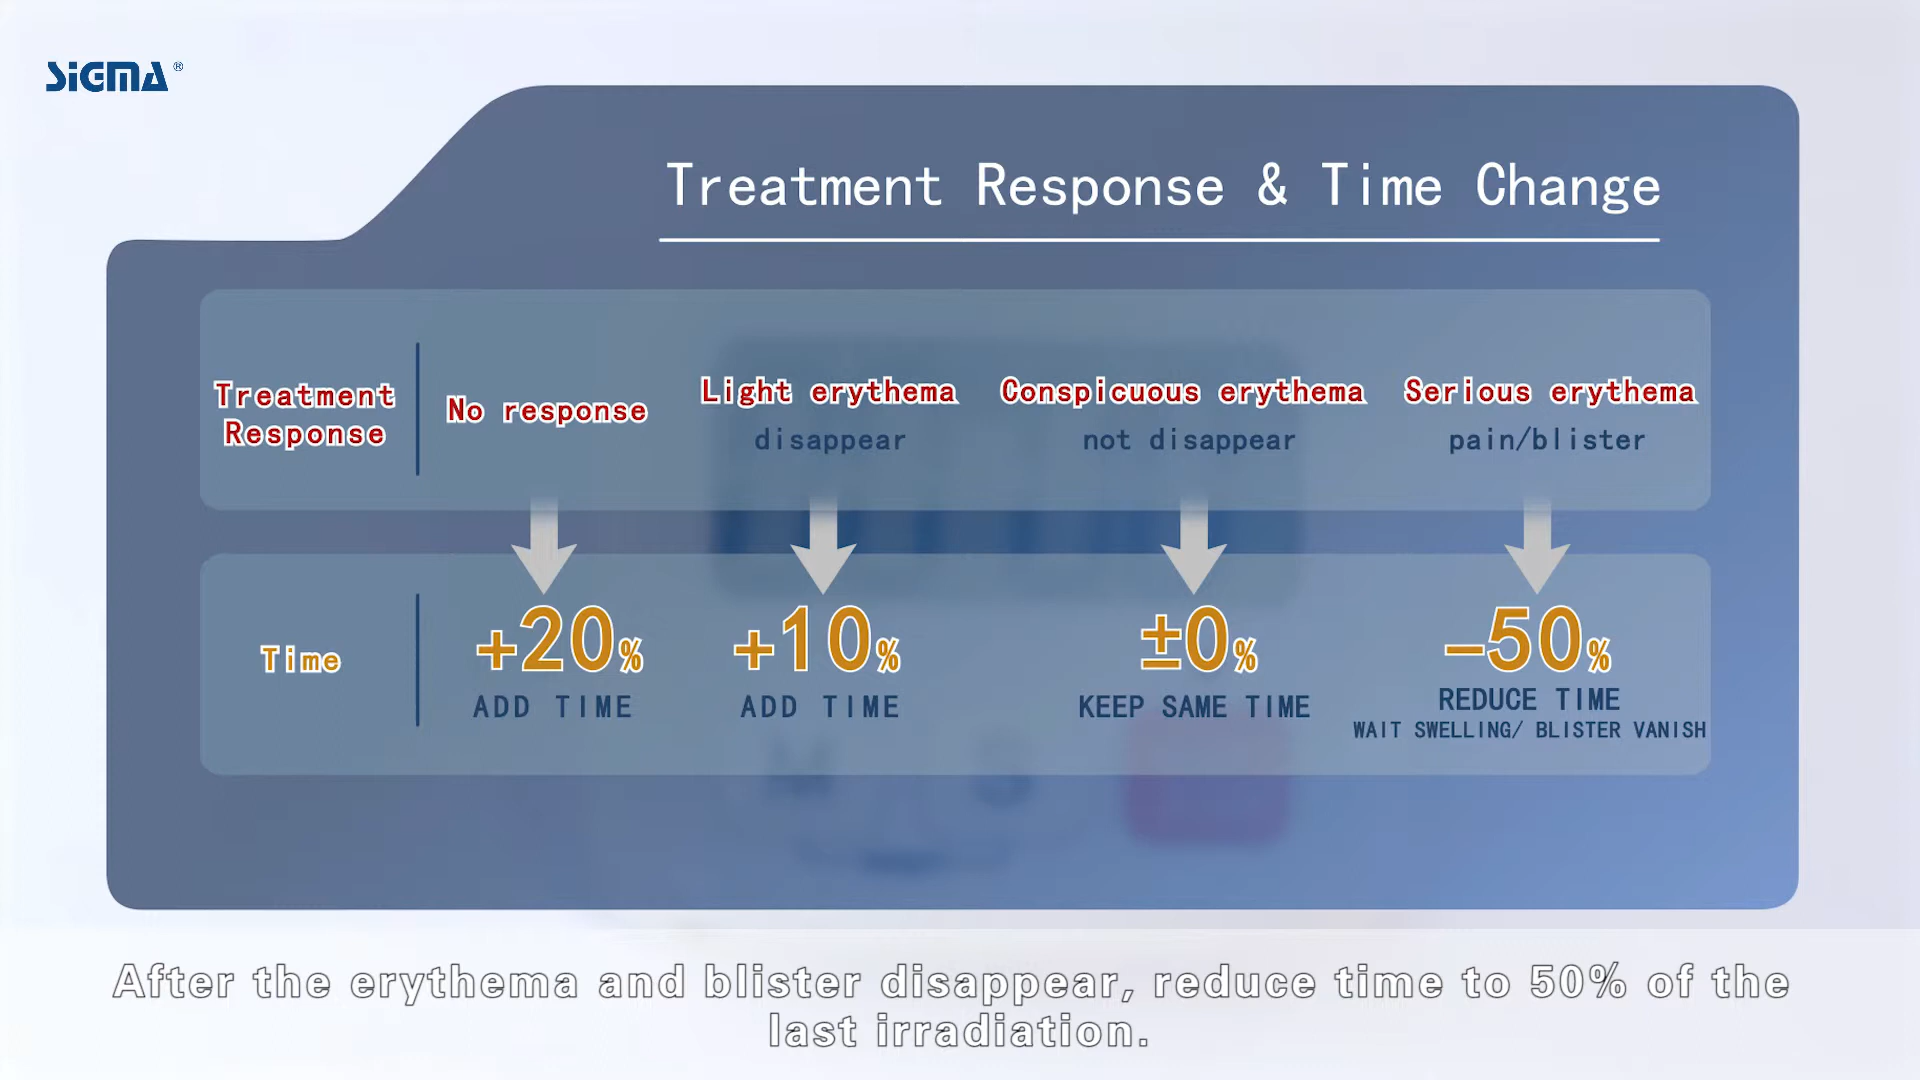 SIGMA®
Treatment Response & Time Change
Treatment
Response
No response
Light erythema
disappear
Conspicuous erythema
not disappear
Serious erythema
pain/blister
Time
+20%
ADD TIME
+10%
ADD TIME
±0%
KEEP SAME TIME
-50%
REDUCE TIME
WAIT SWELLING/ BLISTER VANISH
M
S
After the erythema and blister disappear, reduce time to 50% of the
last irradiation.